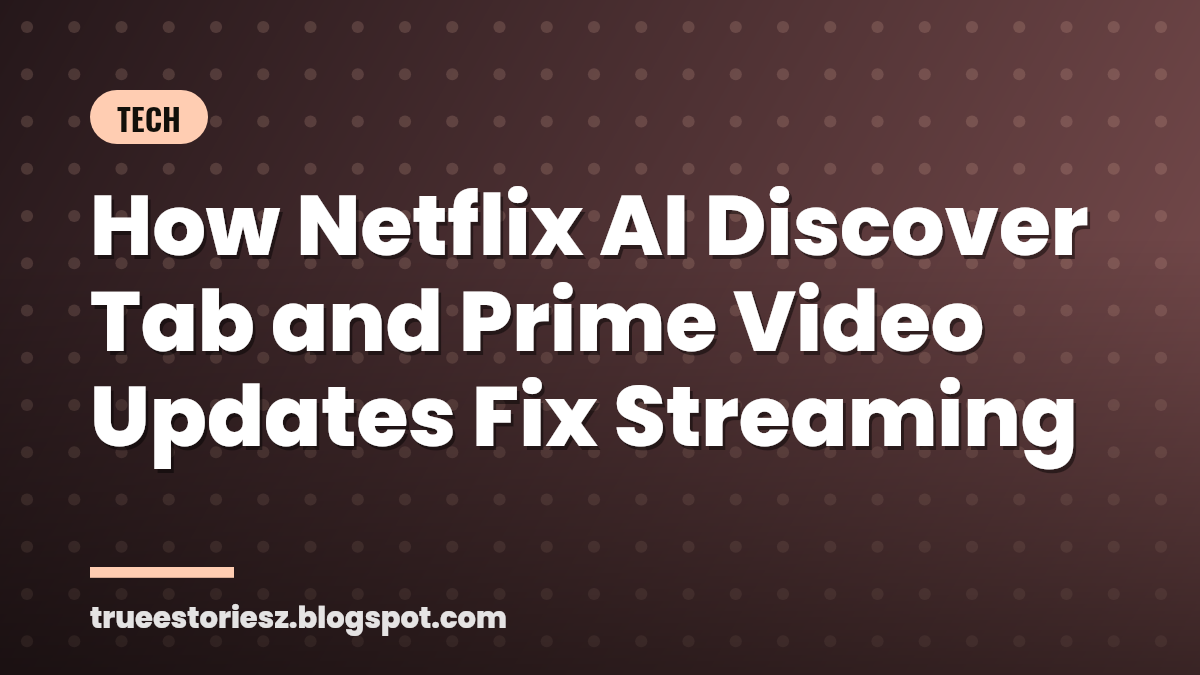 TECH
How Netflix AI Discover
Tab and Prime Video
Updates Fix Streaming
trueestoriesz.blogspot.com